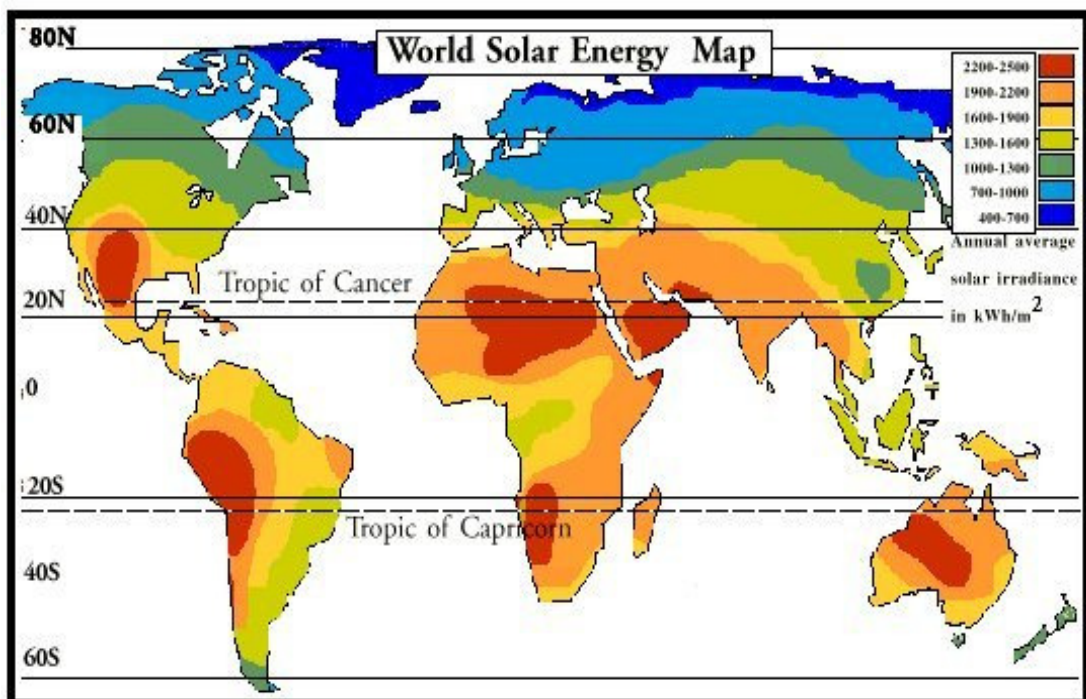 World Solar Energy Map
80N
60N
40N
20N
0
20S
40S
60S
Tropic of Cancer
Tropic of Capricorn
2200-2500
1900-2200
1600-1900
1300-1600
1000-1300
700-1000
400-700
Annual average
solar irradiance
in kWh/m²